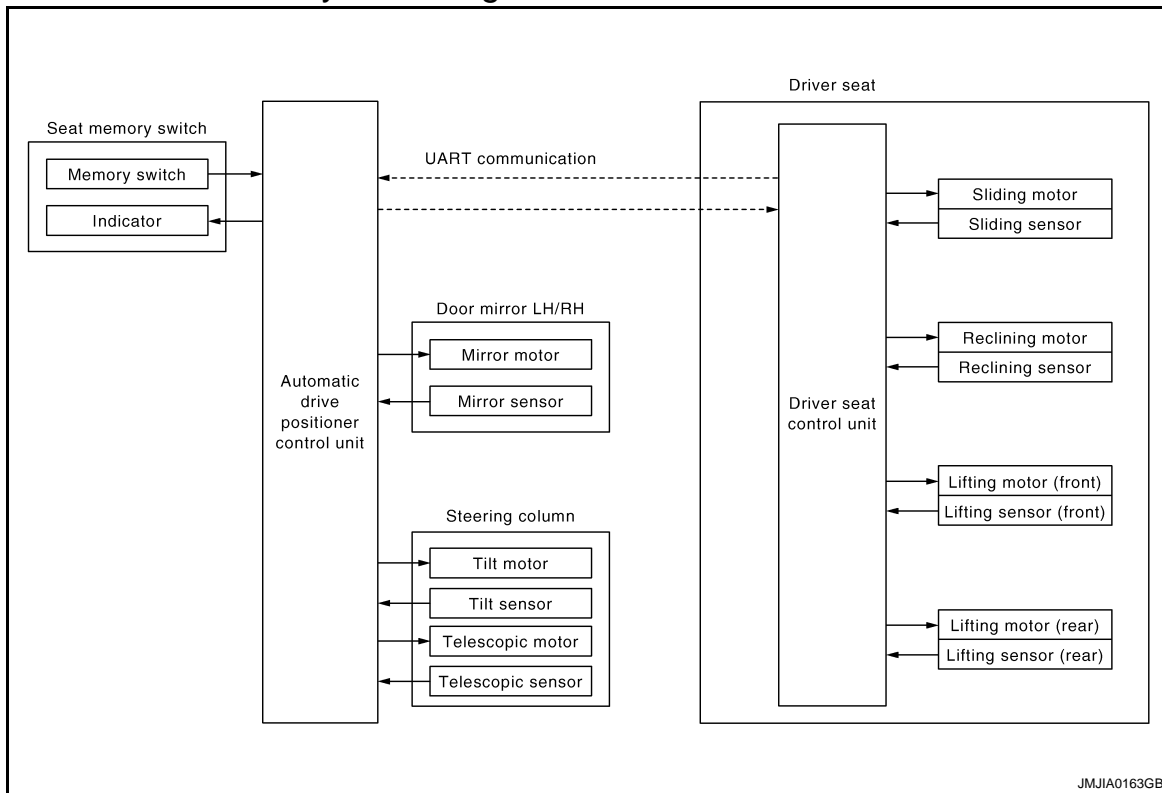 Driver seat
Seat memory switch
Memory switch
Indicator
UART communication
Sliding motor
Sliding sensor
Door mirror LH/RH
Mirror motor
Mirror sensor
Reclining motor
Reclining sensor
Automatic
drive
positioner
control unit
Driver seat
control unit
Lifting motor (front)
Lifting sensor (front)
Steering column
Tilt motor
Tilt sensor
Telescopic motor
Telescopic sensor
Lifting motor (rear)
Lifting sensor (rear)
JMJIA0163GB